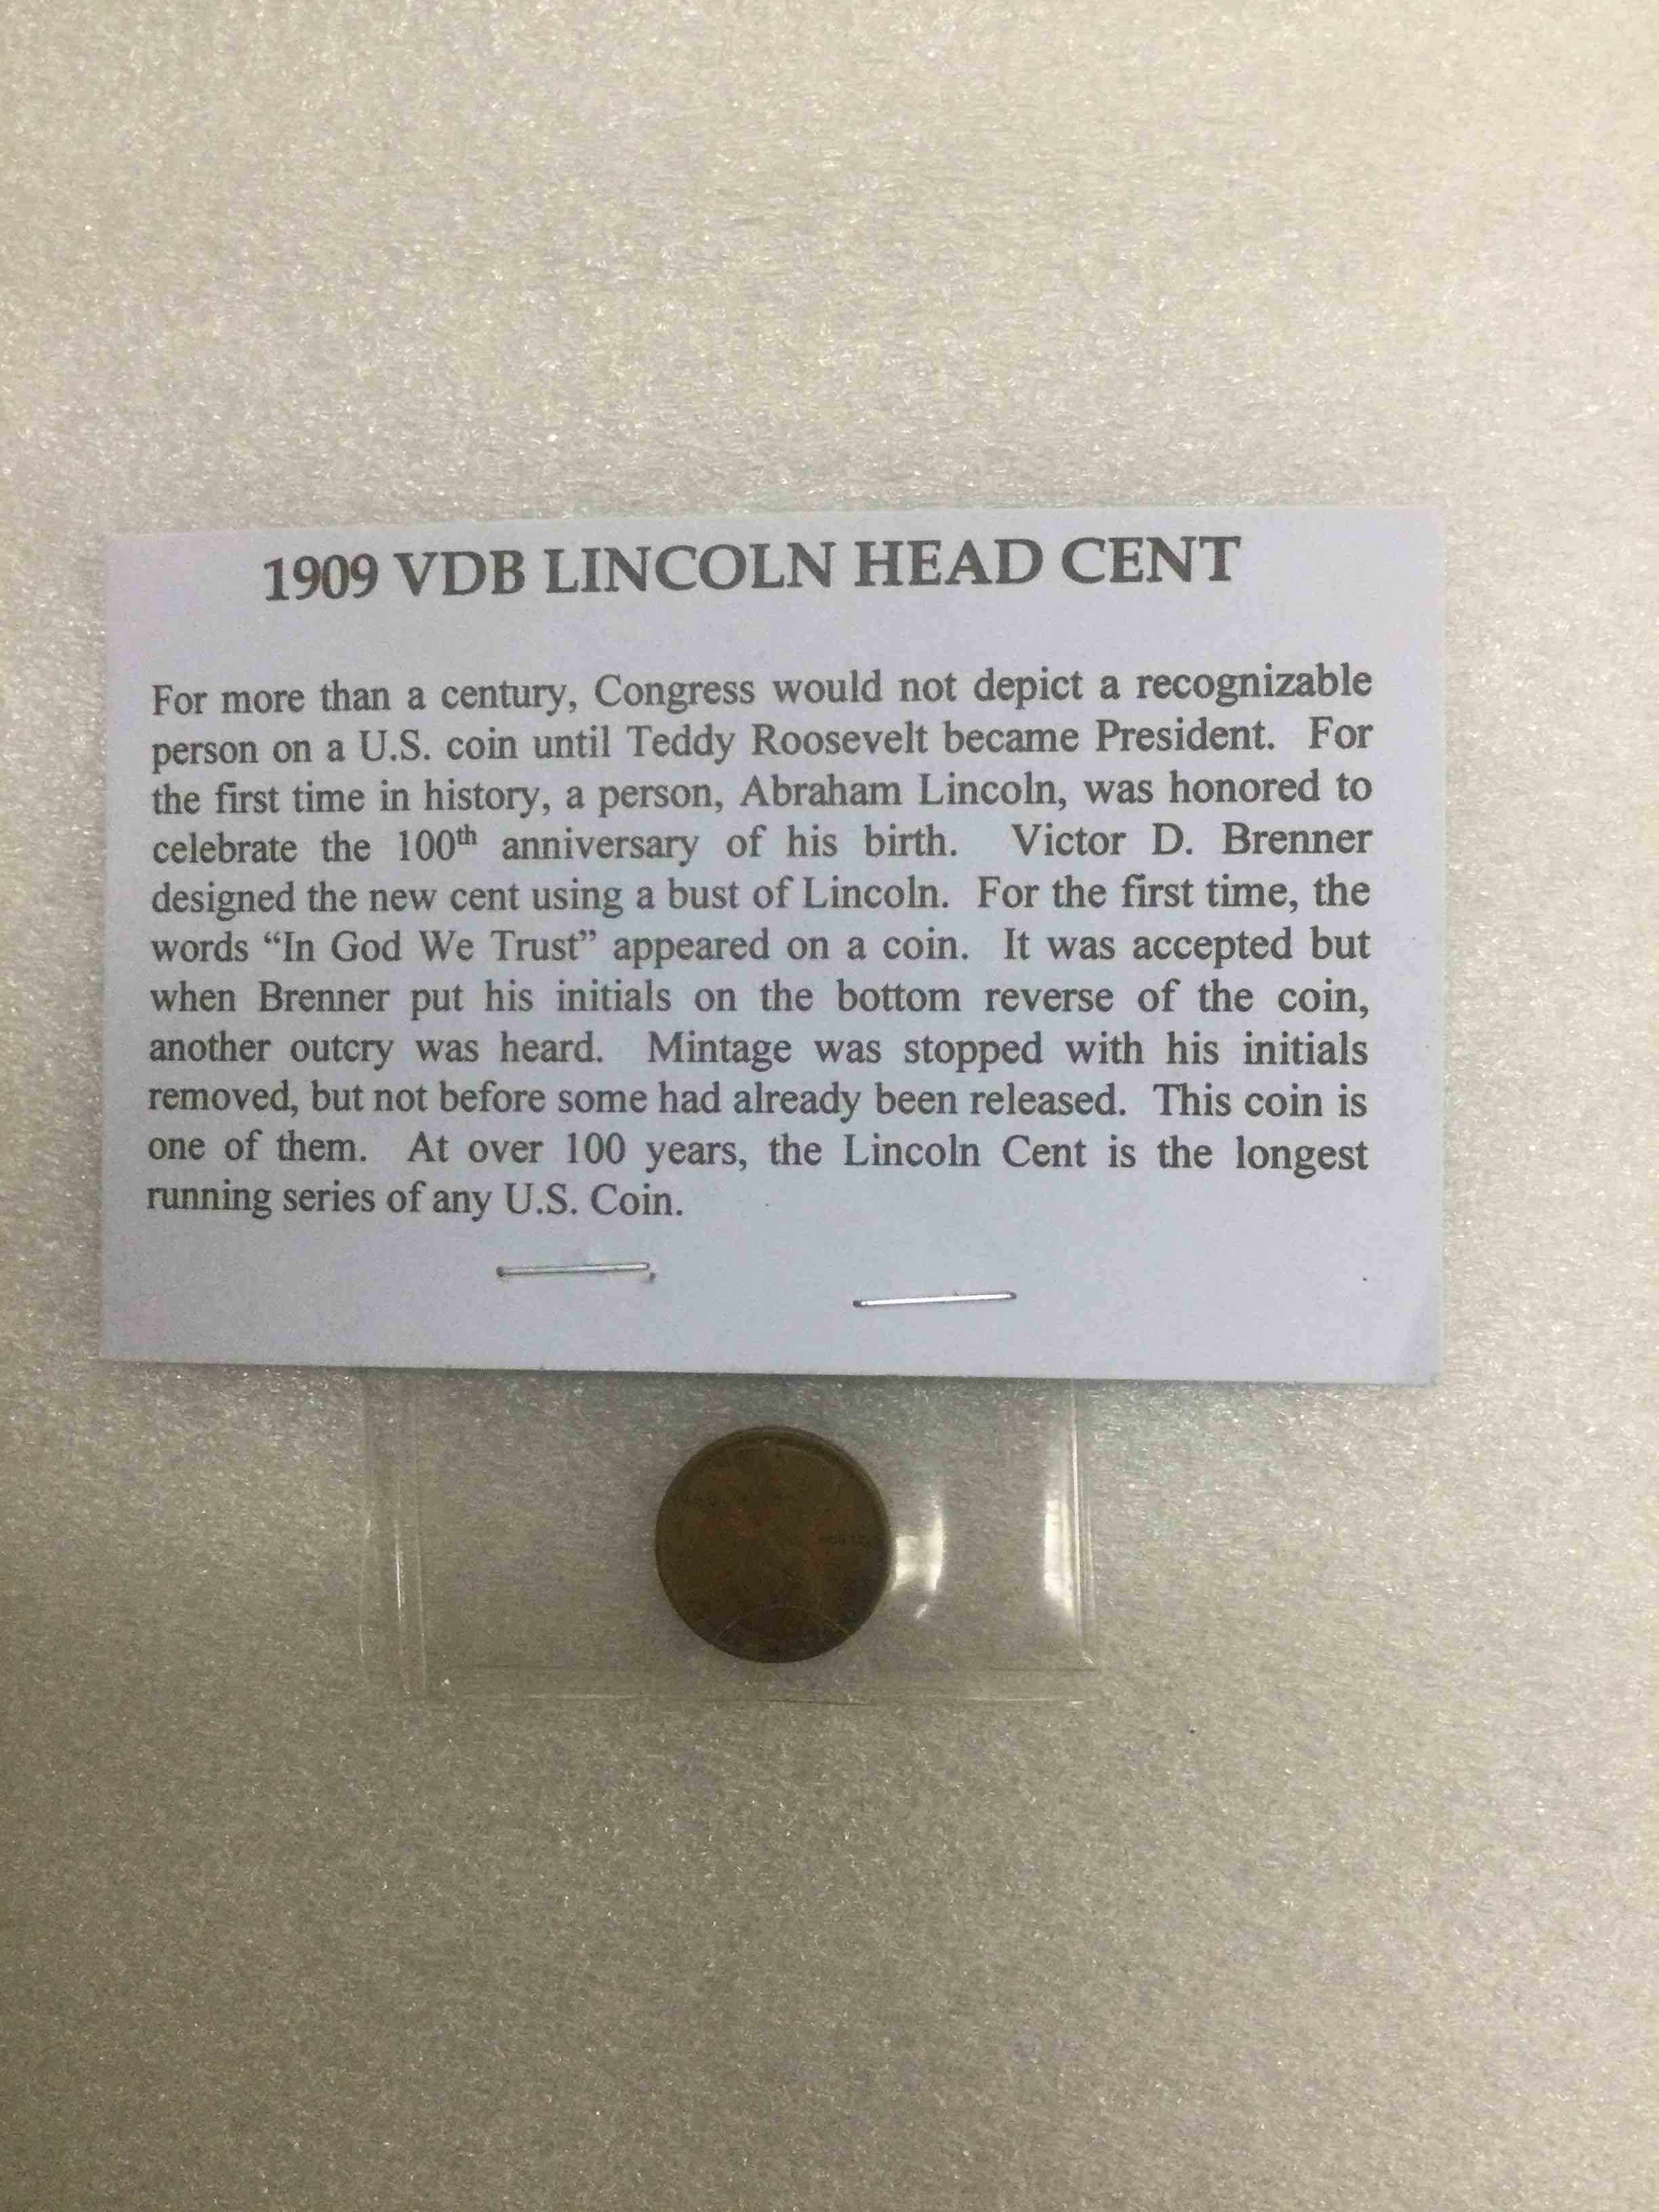 1909 VDB LINCOLN HEAD CENT
For more than a century, Congress would not depict a recognizable
person on a U.S. coin until Teddy Roosevelt became President. For
the first time in history, a person, Abraham Lincoln, was honored to
celebrate the 100th anniversary of his birth. Victor D. Brenner
designed the new cent using a bust of Lincoln. For the first time, the
words “In God We Trust” appeared on a coin. It was accepted but
when Brenner put his initials on the bottom reverse of the coin,
another outcry was heard. Mintage was stopped with his initials
removed, but not before some had already been released. This coin is
one of them. At over 100 years, the Lincoln Cent is the longest
running series of any U.S. Coin.